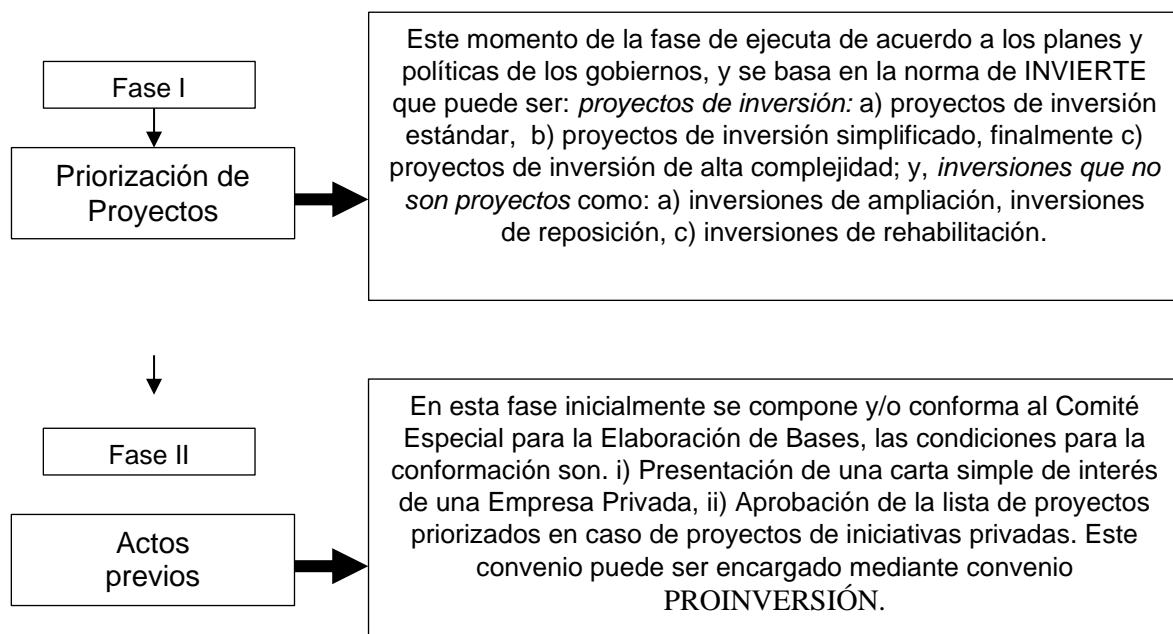 Fase I
Priorización de
Proyectos
Este momento de la fase de ejecuta de acuerdo a los planes y
políticas de los gobiernos, y se basa en la norma de INVIERTE
que puede ser: proyectos de inversión: a) proyectos de inversión
estándar, b) proyectos de inversión simplificado, finalmente c)
proyectos de inversión de alta complejidad; y, inversiones que no
son proyectos como: a) inversiones de ampliación, inversiones
de reposición, c) inversiones de rehabilitación.
Fase II
Actos
previos
En esta fase inicialmente se compone y/o conforma al Comité
Especial para la Elaboración de Bases, las condiciones para la
conformación son. i) Presentación de una carta simple de interés
de una Empresa Privada, ii) Aprobación de la lista de proyectos
priorizados en caso de proyectos de iniciativas privadas. Este
convenio puede ser encargado mediante convenio
PROINVERSIÓN.